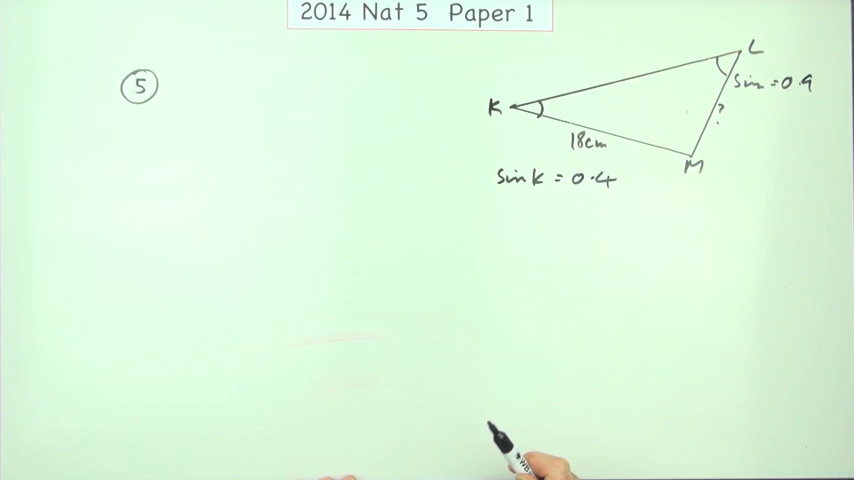 2014 Nat 5 Paper 1
5
L
Sin = 0.9
K
?
18cm
M
Sin K = 0.4